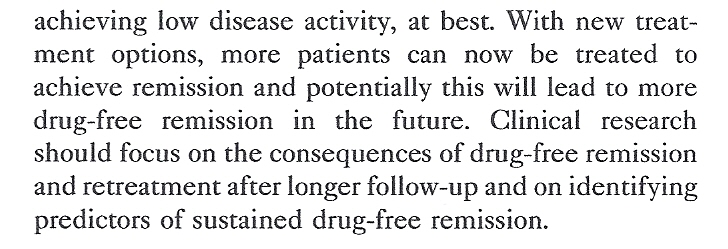 achieving low disease activity, at best. With new treat-
ment options, more patients can now be treated to
achieve remission and potentially this will lead to more
drug-free remission in the future. Clinical research
should focus on the consequences of drug-free remission
and retreatment after longer follow-up and on identifying
predictors of sustained drug-free remission.